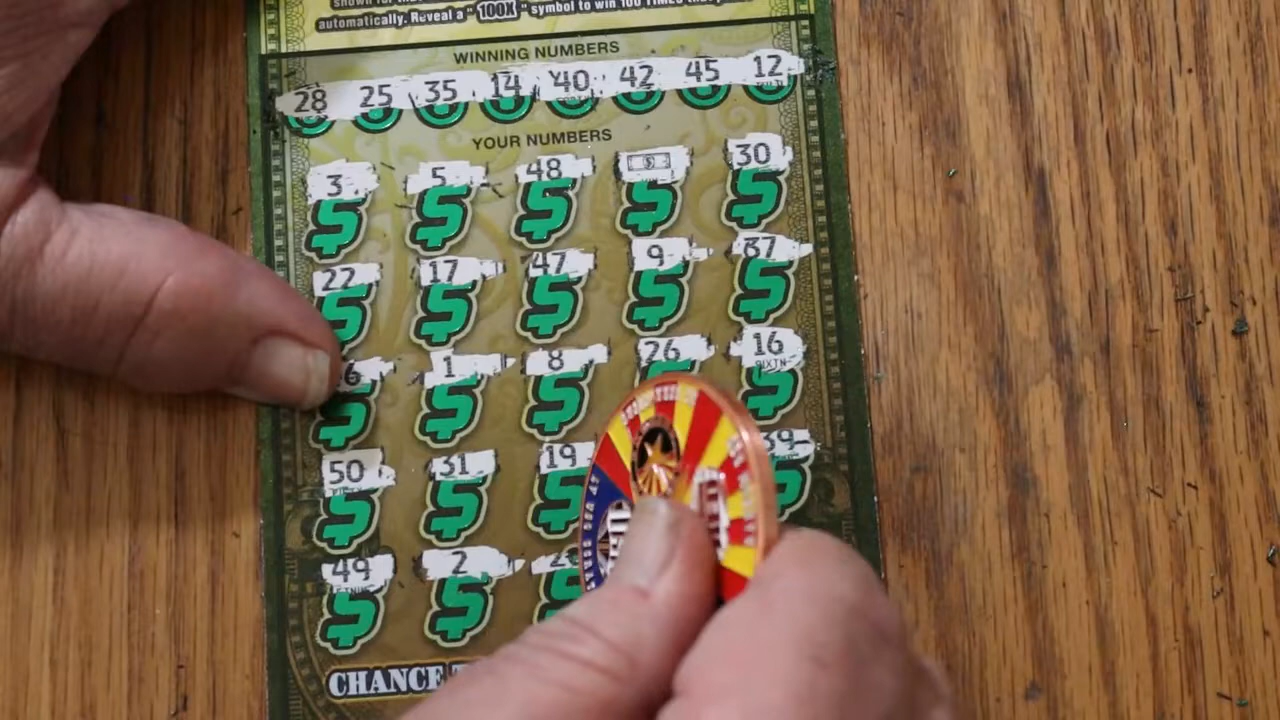 automatically. Reveal a "100X" symbol to win 100 TIMES
WINNING NUMBERS
28 25 35 14 40 42 45 12
YOUR NUMBERS
3 5 48 $ 30
$ $ $ $ $
22 17 47 9 37
$ $ $ $ $
6 1 8 26 16
$ $ $ $
50 31 19 39
$ $ $ $
49 2
$ $ $
CHANCE